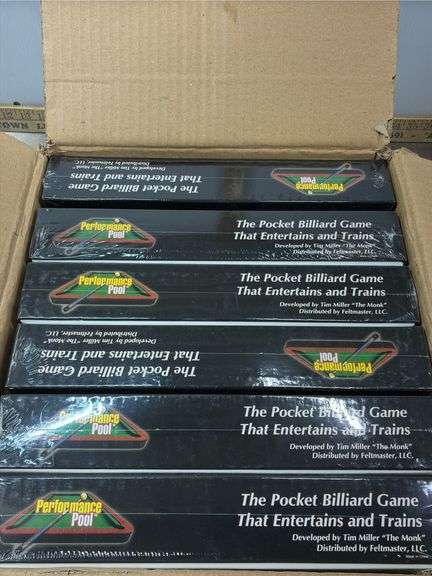 The Pocket Billiard Game
That Entertains and Trains
Developed by Tim Miller "The Monk"
Distributed by Feltmaster, LLC.
Performance
Pool
Performance
Pool
The Pocket Billiard Game
That Entertains and Trains
Developed by Tim Miller "The Monk"
Distributed by Feltmaster, LLC.
Performance
Pool
The Pocket Billiard Game
That Entertains and Trains
Developed by Tim Miller "The Monk"
Distributed by Feltmaster, LLC.
The Pocket Billiard Game
That Entertains and Trains
Developed by Tim Miller "The Monk"
Distributed by Feltmaster, LLC.
Performance
Pool
Performance
Pool
The Pocket Billiard Game
That Entertains and Trains
Developed by Tim Miller "The Monk"
Distributed by Feltmaster, LLC.
Performance
Pool
The Pocket Billiard Game
That Entertains and Trains
Developed by Tim Miller "The Monk"
Distributed by Feltmaster, LLC.
Made in China